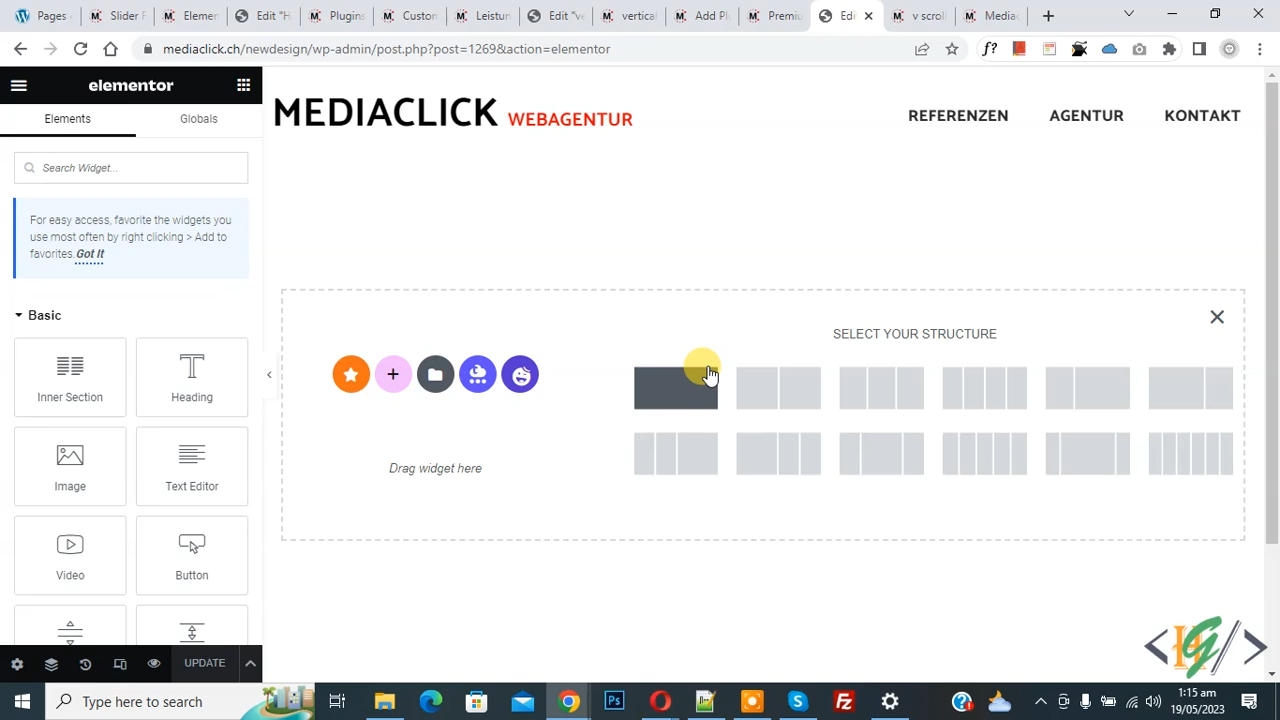 Pages
Slider F
Elemen
Edit "H
Plugins
Custon
Leistun
Edit "ve
vertical
Add Plu
Premiu
Edi
v scroll
Mediac
mediaclick.ch/newdesign/wp-admin/post.php?post=1269&action=elementor
elementor
Elements
Globals
MEDIACLICK WEBAGENTUR
REFERENZEN
AGENTUR
KONTAKT
Search Widget...
For easy access, favorite the widgets you
use most often by right clicking > Add to
favorites. Got It
Basic
SELECT YOUR STRUCTURE
Inner Section
Heading
Drag widget here
Image
Text Editor
Video
Button
UPDATE
Type here to search
1:15 am
19/05/2023